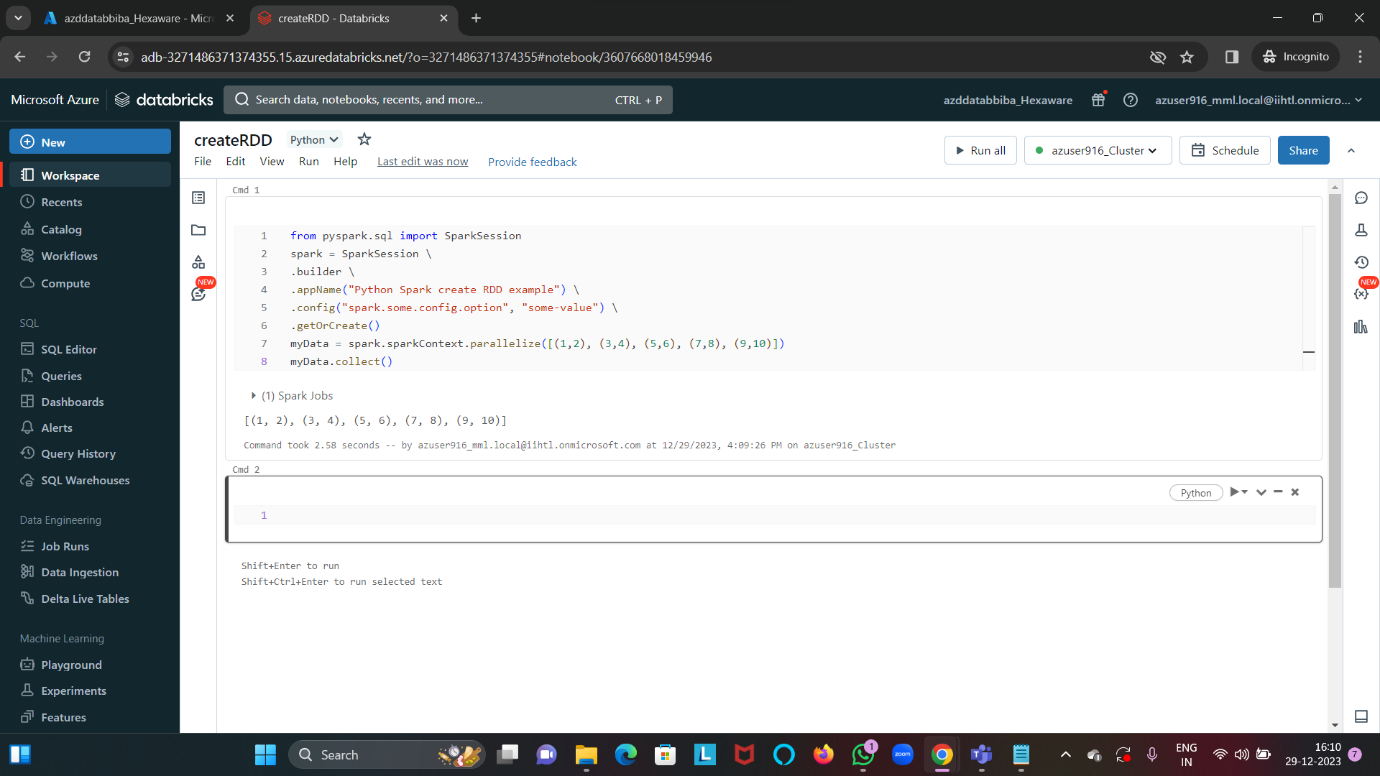 azddatabbiba_Hexaware - Micr
createRDD - Databricks
adb-3271486371374355.15.azuredatabricks.net/?o=3271486371374355#notebook/3607668018459946
Incognito
Microsoft Azure
databricks
Search data, notebooks, recents, and more...
CTRL + P
azddatabbiba_Hexaware
azuser916_mml.local@iihtl.onmicro...
New
Workspace
Recents
Catalog
Workflows
Compute
SQL
SQL Editor
Queries
Dashboards
Alerts
Query History
SQL Warehouses
Data Engineering
Job Runs
Data Ingestion
Delta Live Tables
Machine Learning
Playground
Experiments
Features
createRDD
Python
File Edit View Run Help Last edit was now Provide feedback
Run all
azuser916_Cluster
Schedule
Share
NEW
NEW
Cmd 1
1 from pyspark.sql import SparkSession
2 spark = SparkSession \
3 .builder \
4 .appName("Python Spark create RDD example") \
5 .config("spark.some.config.option", "some-value") \
6 .getOrCreate()
7 myData = spark.sparkContext.parallelize([(1,2), (3,4), (5,6), (7,8), (9,10)])
8 myData.collect()
(1) Spark Jobs
[(1, 2), (3, 4), (5, 6), (7, 8), (9, 10)]
Command took 2.58 seconds -- by azuser916_mml.local@iihtl.onmicrosoft.com at 12/29/2023, 4:09:26 PM on azuser916_Cluster
Cmd 2
Python
1
Shift+Enter to run
Shift+Ctrl+Enter to run selected text
Search
L
1
zoom
ENG
IN
16:10
29-12-2023
7